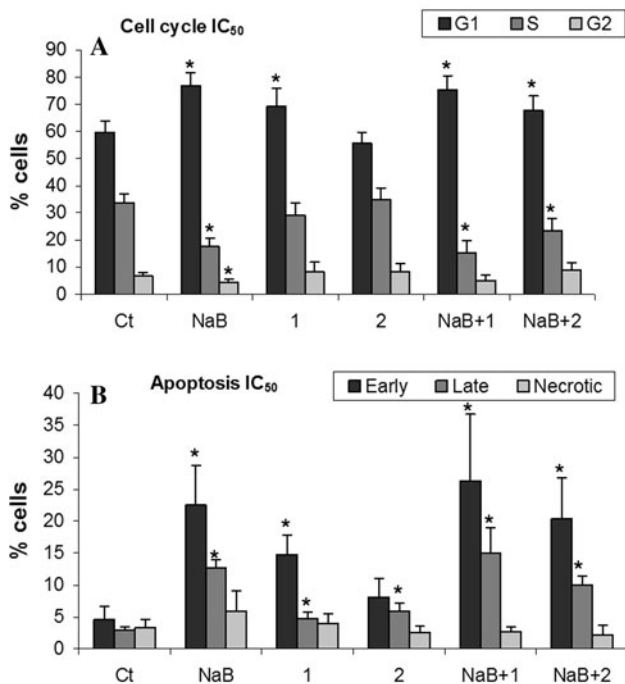 A
Cell cycle IC50
G1 S G2
% cells
90
80
70
60
50
40
30
20
10
0
* * * *
* * *
*
Ct NaB 1 2 NaB+1 NaB+2
B
Apoptosis IC50
Early Late Necrotic
% cells
40
35
30
25
20
15
10
5
0
* * * *
* * * * *
Ct NaB 1 2 NaB+1 NaB+2